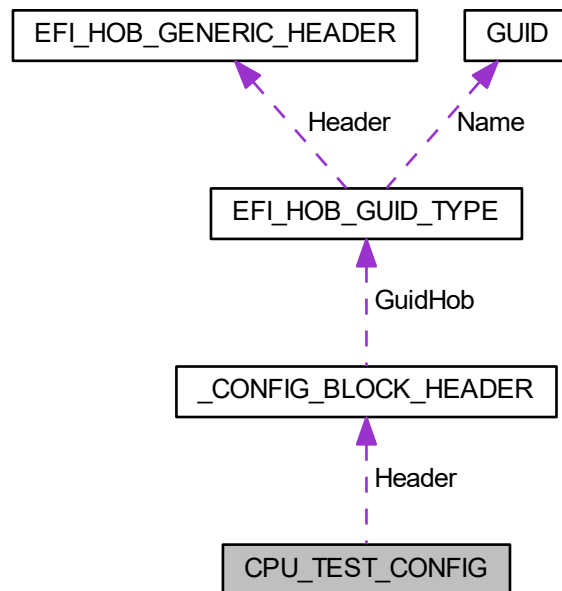 EFI_HOB_GENERIC_HEADER
GUID
Header
Name
EFI_HOB_GUID_TYPE
GuidHob
_CONFIG_BLOCK_HEADER
Header
CPU_TEST_CONFIG